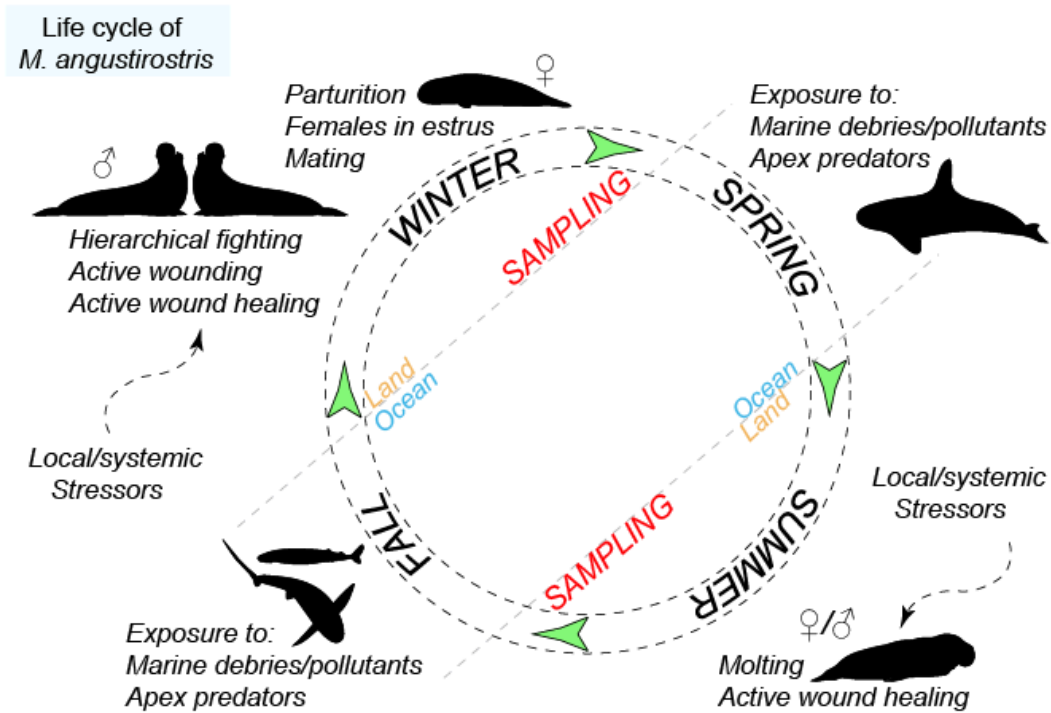 Life cycle of
M. angustirostris
Parturition ♀
Females in estrus
Mating
Exposure to:
Marine debries/pollutants
Apex predators
♂
Hierarchical fighting
Active wounding
Active wound healing
WINTER
SPRING
SAMPLING
Land
Ocean
Ocean
Land
Local/systemic
Stressors
Local/systemic
Stressors
FALL
SUMMER
SAMPLING
Exposure to:
Marine debries/pollutants
Apex predators
♀/♂
Molting
Active wound healing